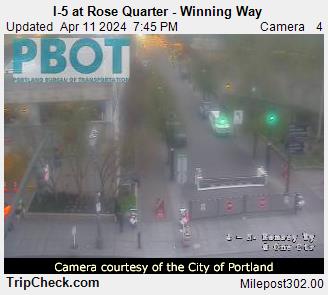 I-5 at Rose Quarter - Winning Way
Updated Apr 11 2024 7:45 PM Camera 4
PBOT
PORTLAND BUREAU OF TRANSPORTATION
Camera courtesy of the City of Portland
TripCheck.com Milepost302.00